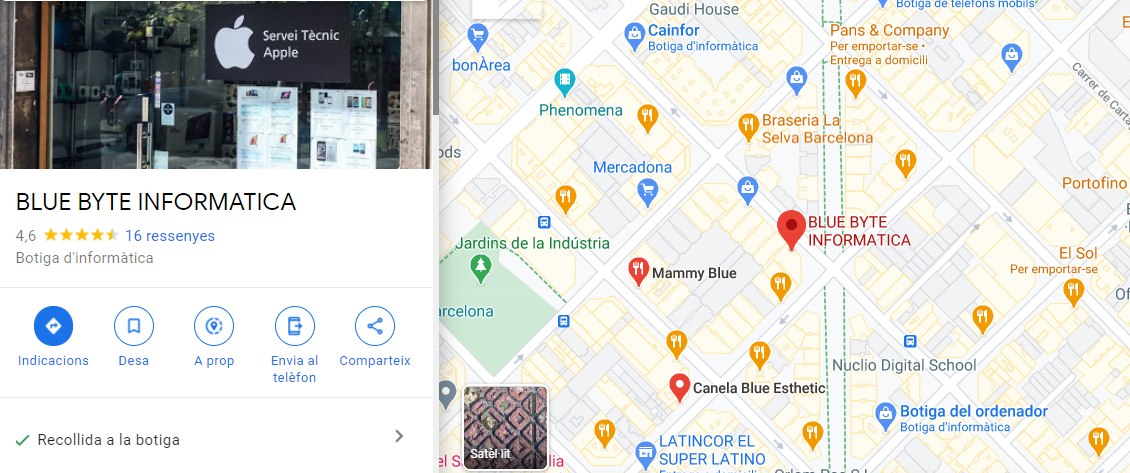 Servei Tècnic
Apple
BLUE BYTE INFORMATICA
4,6
16 ressenyes
Botiga d'informàtica
Indicacions
Desa
A prop
Envia al
telèfon
Comparteix
Recollida a la botiga
Gaudí House
Botiga de telèfons mòbils
Cainfor
Botiga d'informàtica
Pans & Company
Per emportar-se •
Entrega a domicili
bonÀrea
Phenomena
Carrer de Carta
Braseria La
Selva Barcelona
ods
Mercadona
Portofino
BLUE BYTE
INFORMATICA
Jardins de la Indústria
El Sol
Per emportar-se
Mammy Blue
arcelona
Nuclio Digital School
Canela Blue Esthetic
Botiga del ordenador
Botiga d'informàtica
LATINCOR EL
SUPER LATINO
Satèl·lit